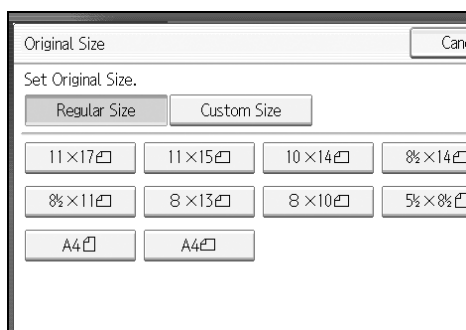 Original Size
Set Original Size.
Regular Size Custom Size
11×17 11×15 10×14 8½×14
8½×11 8×13 8×10 5½×8½
A4 A4